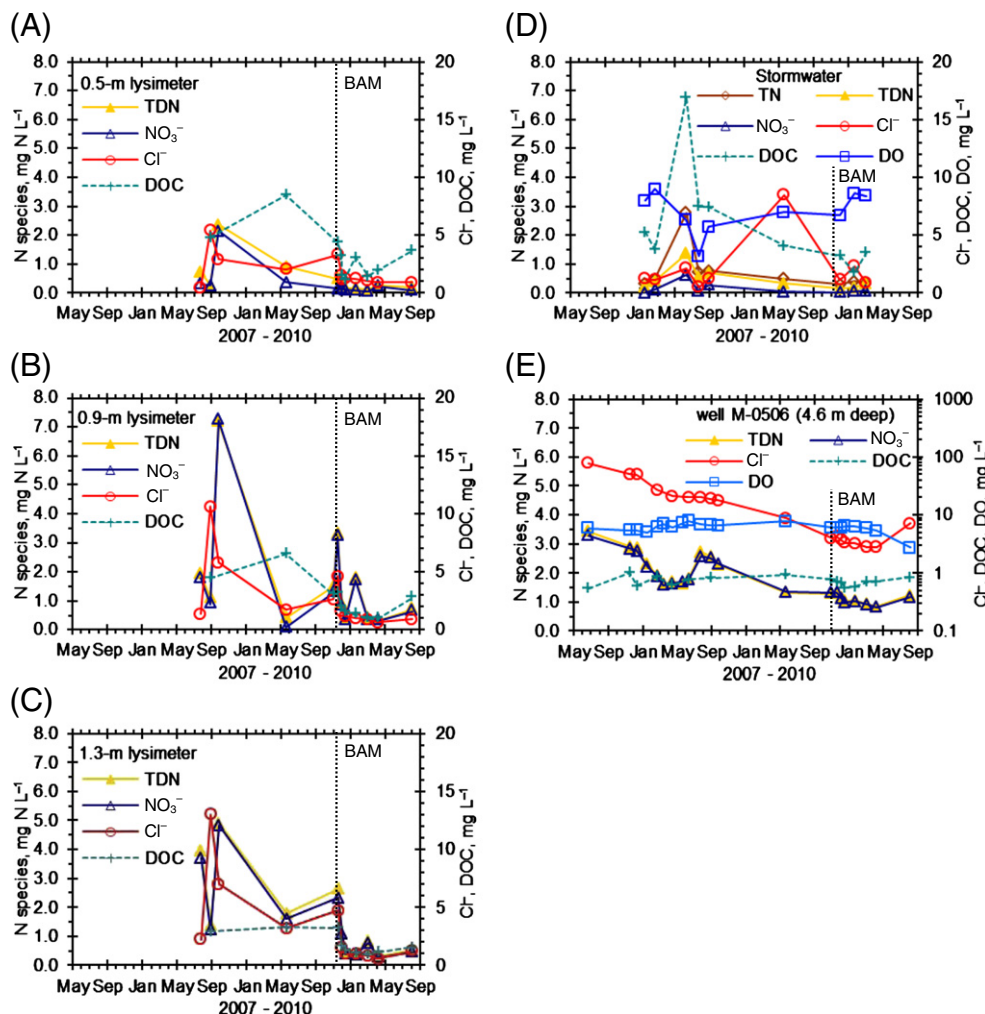 (A)
8.0
7.0
6.0
5.0
4.0
3.0
2.0
1.0
0.0
N species, mg N L⁻¹
0.5-m lysimeter
TDN
NO₃⁻
Cl⁻
DOC
BAM
20
15
10
5
0
Cl⁻, DOC, mg L⁻¹
May Sep Jan May Sep Jan May Sep Jan May Sep
2007 - 2010
(B)
8.0
7.0
6.0
5.0
4.0
3.0
2.0
1.0
0.0
N species, mg N L⁻¹
0.9-m lysimeter
TDN
NO₃⁻
Cl⁻
DOC
BAM
20
15
10
5
0
Cl⁻, DOC, mg L⁻¹
May Sep Jan May Sep Jan May Sep Jan May Sep
2007 - 2010
(C)
8.0
7.0
6.0
5.0
4.0
3.0
2.0
1.0
0.0
N species, mg N L⁻¹
1.3-m lysimeter
TDN
NO₃⁻
Cl⁻
DOC
BAM
20
15
10
5
0
Cl⁻, DOC, mg L⁻¹
May Sep Jan May Sep Jan May Sep Jan May Sep
2007 - 2010
(D)
8.0
7.0
6.0
5.0
4.0
3.0
2.0
1.0
0.0
N species, mg N L⁻¹
Stormwater
TN TDN
NO₃⁻ Cl⁻
DOC DO
BAM
20
15
10
5
0
Cl⁻, DOC, DO, mg L⁻¹
May Sep Jan May Sep Jan May Sep Jan May Sep
2007 - 2010
(E)
8.0
7.0
6.0
5.0
4.0
3.0
2.0
1.0
0.0
N species, mg N L⁻¹
well M-0506 (4.6 m deep)
TDN NO₃⁻
Cl⁻ DOC
DO
BAM
1000
100
10
1
0.1
Cl⁻, DOC, DO, mg L⁻¹
May Sep Jan May Sep Jan May Sep Jan May Sep
2007 - 2010